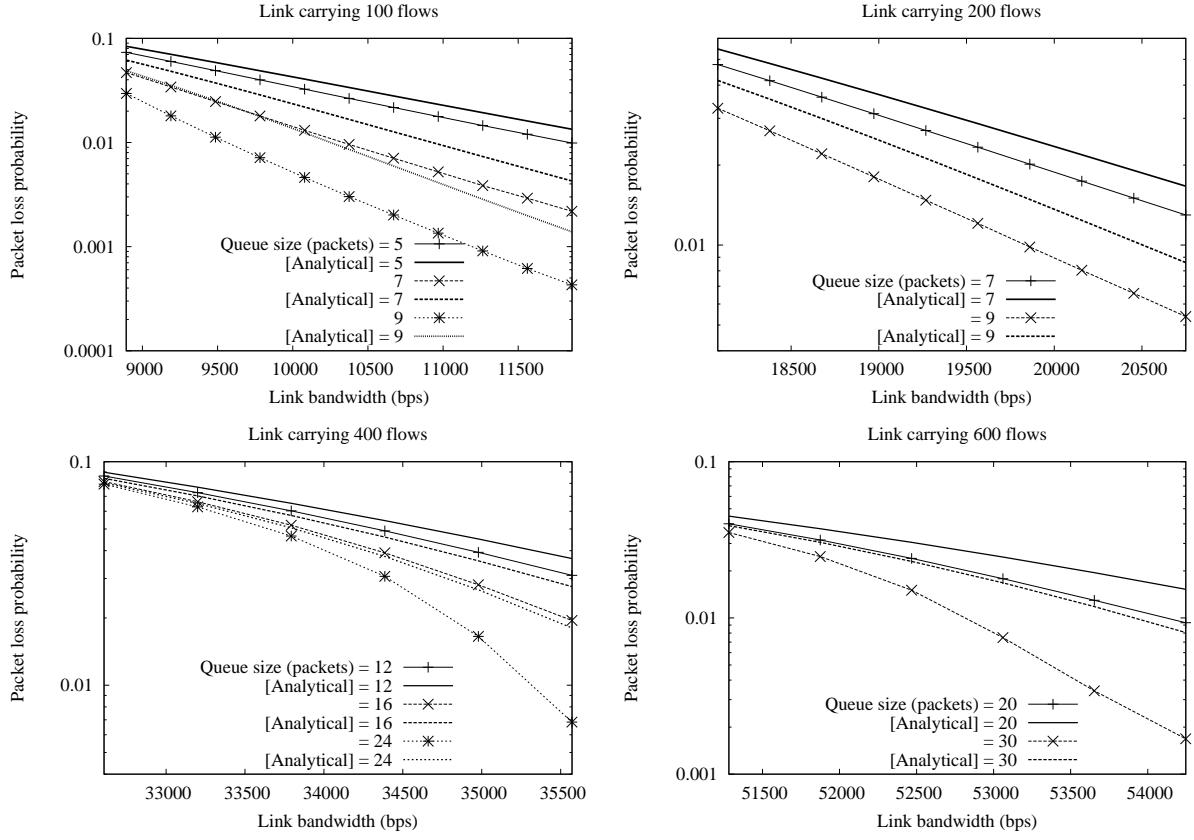 Link carrying 100 flows
Packet loss probability
0.1
0.01
0.001
0.0001
Queue size (packets) = 5
[Analytical] = 5
7
[Analytical] = 7
9
[Analytical] = 9
9000 9500 10000 10500 11000 11500
Link bandwidth (bps)
Link carrying 200 flows
Packet loss probability
0.01
Queue size (packets) = 7
[Analytical] = 7
= 9
[Analytical] = 9
18500 19000 19500 20000 20500
Link bandwidth (bps)
Link carrying 400 flows
Packet loss probability
0.1
0.01
Queue size (packets) = 12
[Analytical] = 12
= 16
[Analytical] = 16
= 24
[Analytical] = 24
33000 33500 34000 34500 35000 35500
Link bandwidth (bps)
Link carrying 600 flows
Packet loss probability
0.1
0.01
0.001
Queue size (packets) = 20
[Analytical] = 20
= 30
[Analytical] = 30
51500 52000 52500 53000 53500 54000
Link bandwidth (bps)